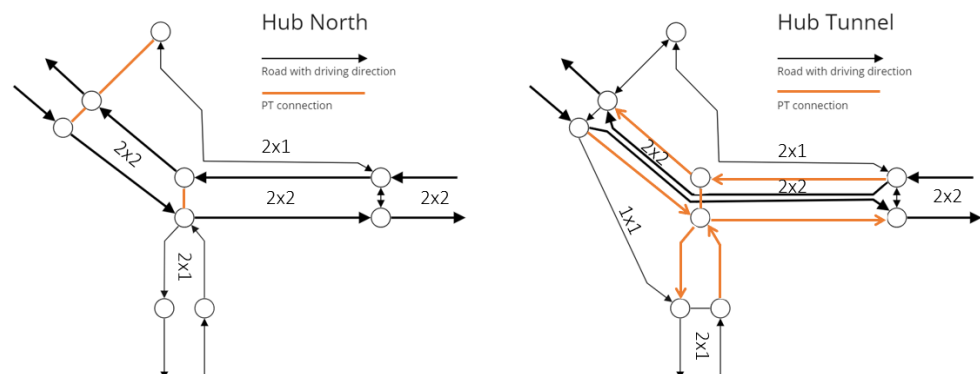 Hub North
Road with driving direction
PT connection
2x2
2x1
2x2
2x2
2x1
Hub Tunnel
Road with driving direction
PT connection
2x2
2x1
2x2
2x2
1x1
2x1